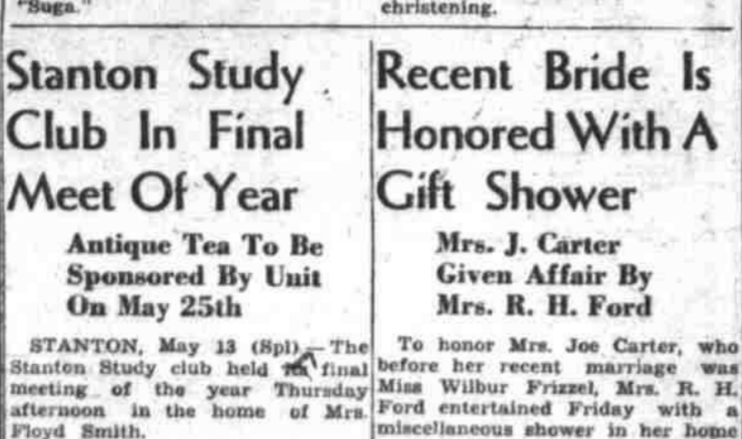 "Suga."
christening.
Stanton Study
Club In Final
Meet Of Year
Antique Tea To Be
Sponsored By Unit
On May 25th
STANTON, May 13 (Spl)—The
Stanton Study club held final
meeting of the year Thursday
afternoon in the home of Mrs.
Floyd Smith.
Recent Bride Is
Honored With A
Gift Shower
Mrs. J. Carter
Given Affair By
Mrs. R. H. Ford
To honor Mrs. Joe Carter, who
before her recent marriage was
Miss Wilbur Frizzel, Mrs. R. H.
Ford entertained Friday with a
miscellaneous shower in her home